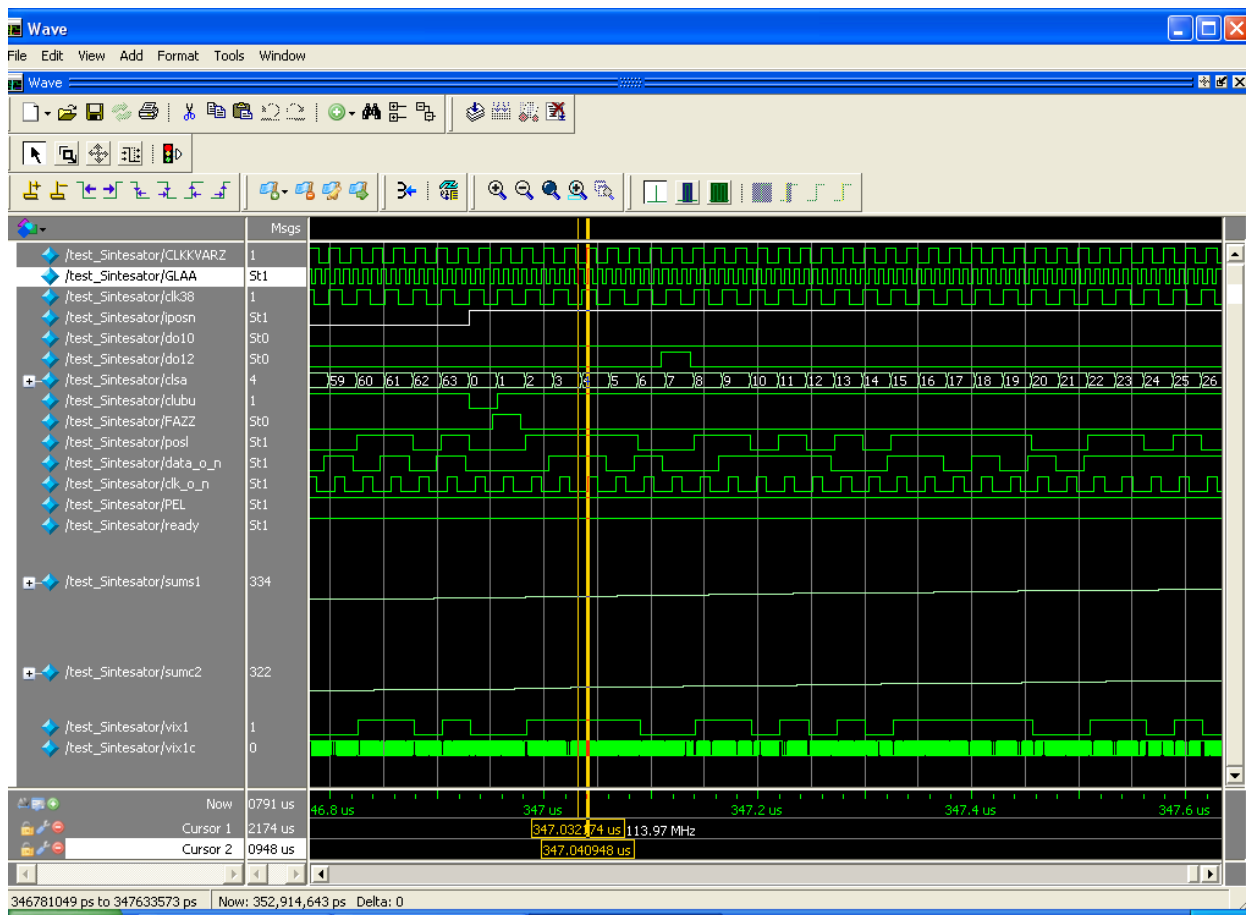 Wave
File Edit View Add Format Tools Window
Wave
Msgs
/test_Sintesator/CLKKVARZ 1
/test_Sintesator/GLAA St1
/test_Sintesator/clk38 1
/test_Sintesator/iposn St1
/test_Sintesator/do10 St0
/test_Sintesator/do12 St0
/test_Sintesator/clsa 4 59 60 61 62 63 0 1 2 3 5 6 7 8 9 10 11 12 13 14 15 16 17 18 19 20 21 22 23 24 25 26
/test_Sintesator/clubu 1
/test_Sintesator/FAZZ St0
/test_Sintesator/posl St1
/test_Sintesator/data_o_n St1
/test_Sintesator/clk_o_n St1
/test_Sintesator/PEL St1
/test_Sintesator/ready St1
/test_Sintesator/sums1 334
/test_Sintesator/sumc2 322
/test_Sintesator/vix1 1
/test_Sintesator/vix1c 0
Now 0791 us 46.8 us 347 us 347.2 us 347.4 us 347.6 us
Cursor 1 2174 us 347.032174 us 113.97 MHz
Cursor 2 0948 us 347.040948 us
346781049 ps to 347633573 ps Now: 352,914,643 ps Delta: 0